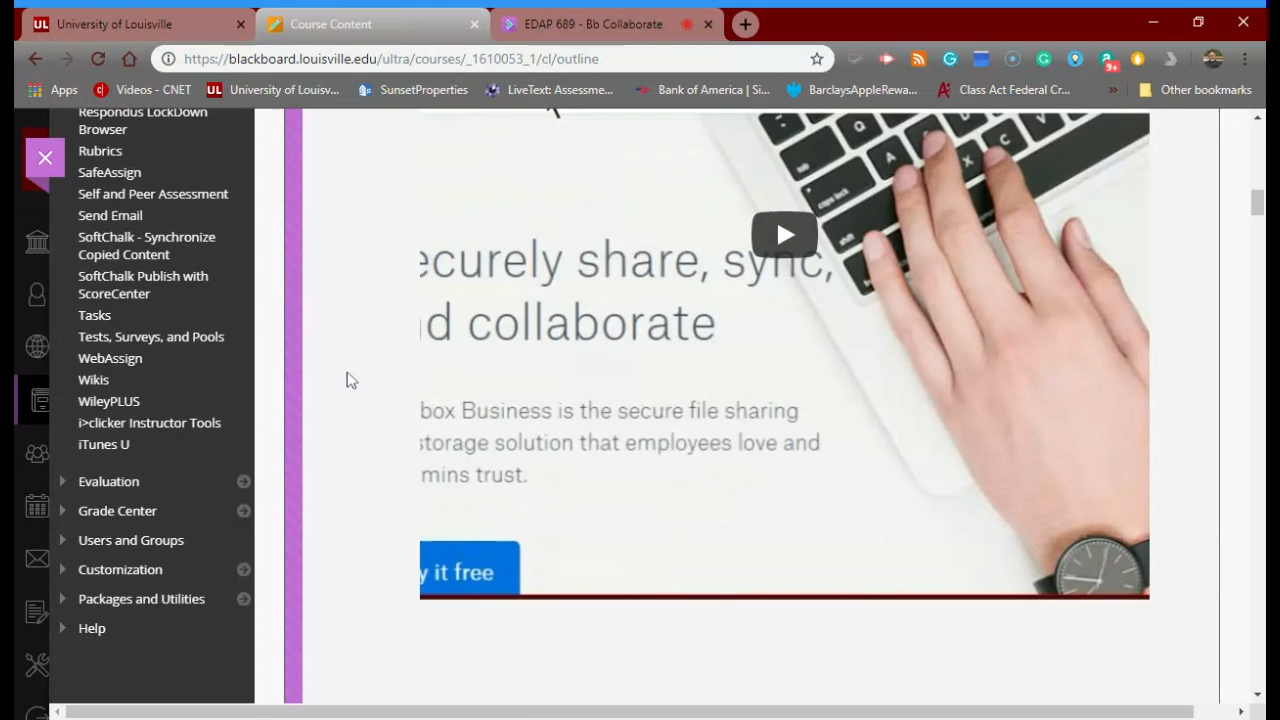 University of Louisville
Course Content
EDAP 689 - Bb Collaborate
https://blackboard.louisville.edu/ultra/courses/_1610053_1/cl/outline
9+
Apps
Videos - CNET
University of Louisv...
SunsetProperties
LiveText Assessme...
Bank of America | Si...
BarclaysAppleRewa...
Class Act Federal Cr...
»
Other bookmarks
Respondus LockDown
Browser
Rubrics
SafeAssign
Self and Peer Assessment
Send Email
SoftChalk - Synchronize
Copied Content
SoftChalk Publish with
ScoreCenter
Tasks
Tests, Surveys, and Pools
WebAssign
Wikis
WileyPLUS
i>clicker Instructor Tools
iTunes U
Evaluation
Grade Center
Users and Groups
Customization
Packages and Utilities
Help
ecurely share, sync,
d collaborate
box Business is the secure file sharing
storage solution that employees love and
mins trust.
y it free
tab
Q
caps lock
A
shift
X
C